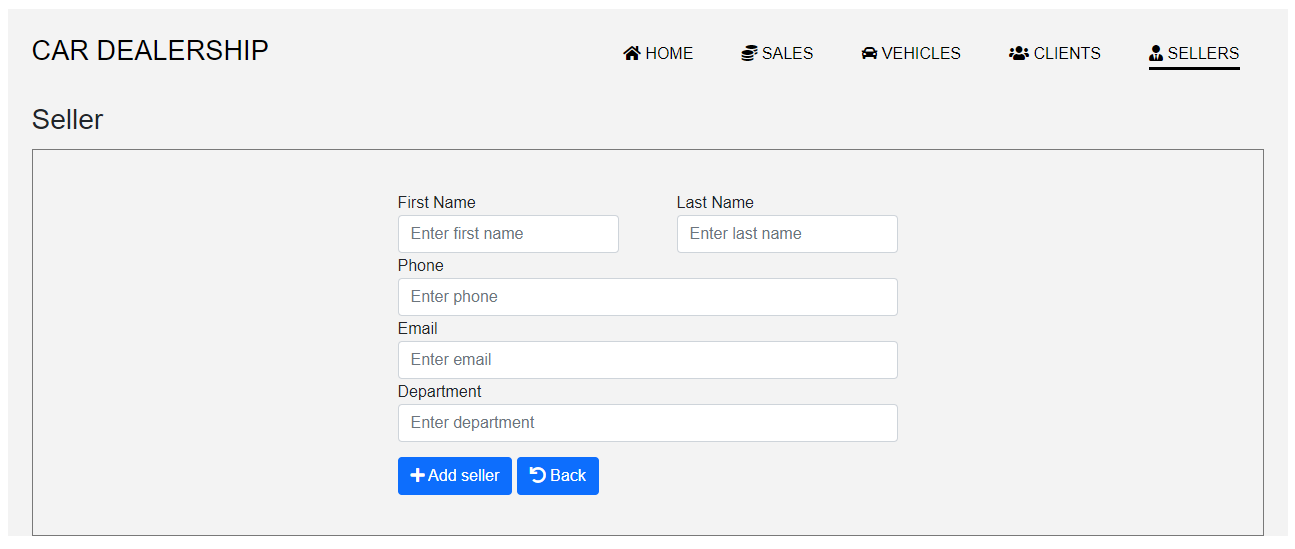 CAR DEALERSHIP
HOME SALES VEHICLES CLIENTS SELLERS
Seller
First Name Last Name
Enter first name Enter last name
Phone
Enter phone
Email
Enter email
Department
Enter department
Add seller Back